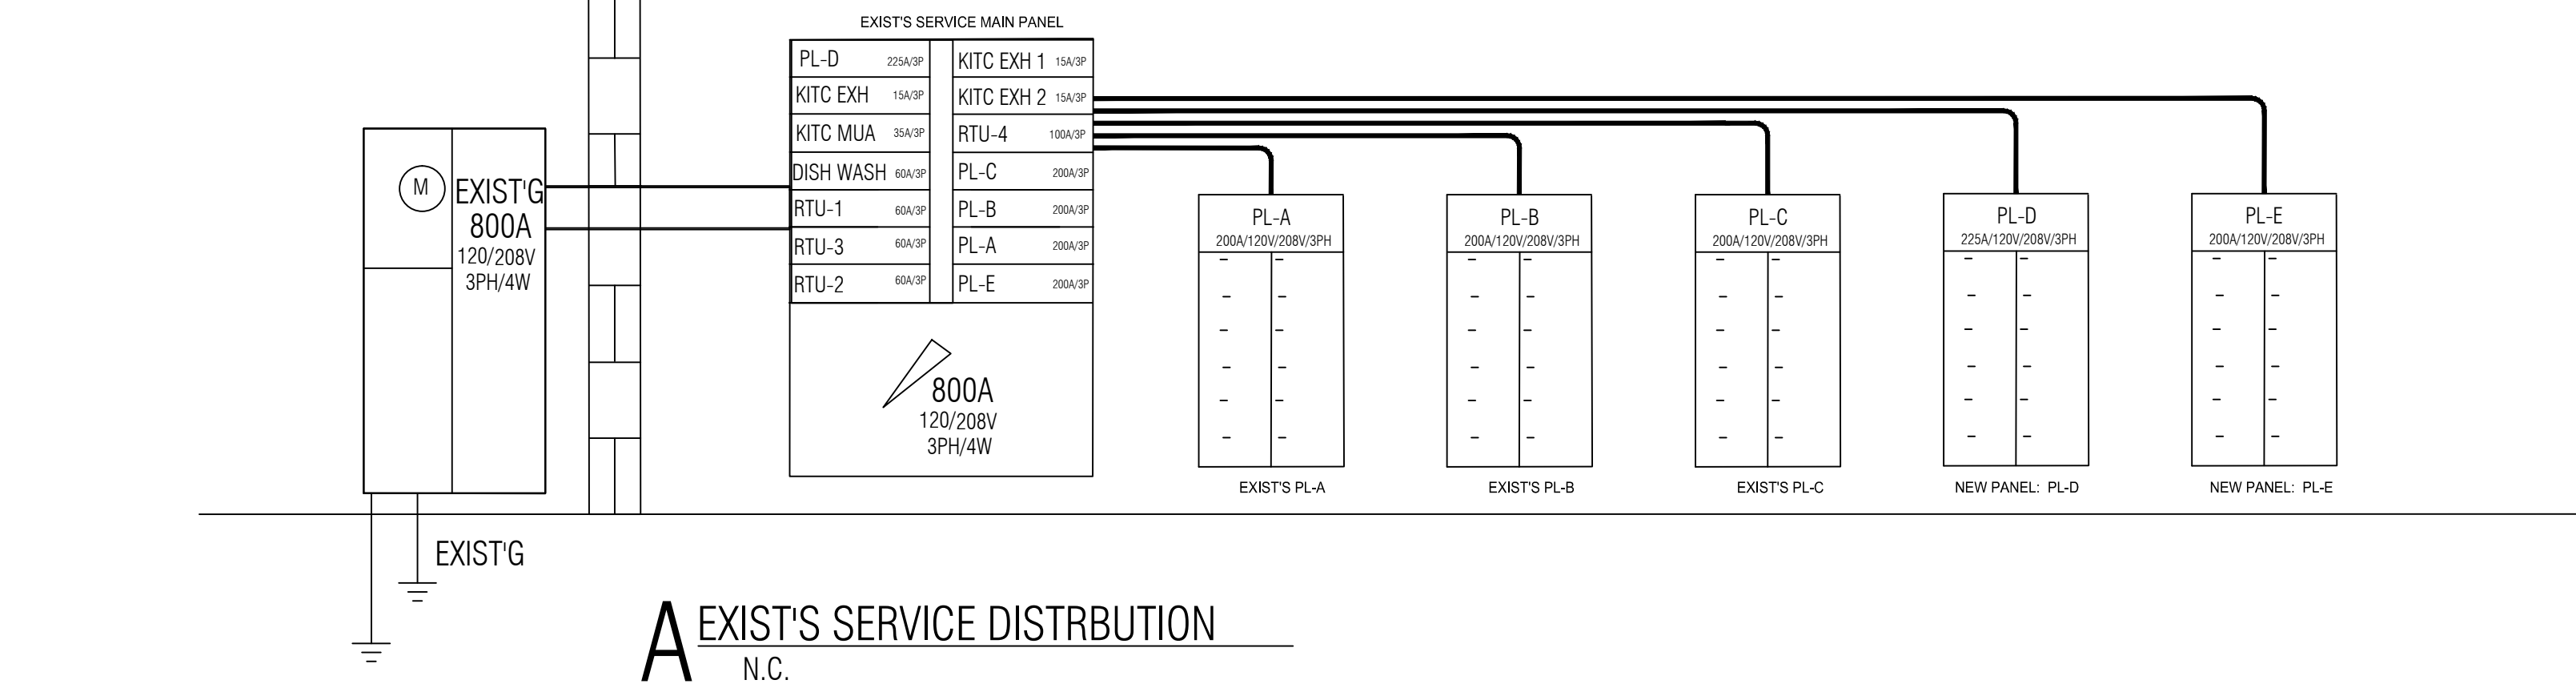 EXIST'S SERVICE MAIN PANEL
PL-D 225A/3P KITC EXH 1 15A/3P
KITC EXH 15A/3P KITC EXH 2 15A/3P
KITC MUA 35A/3P RTU-4 100A/3P
DISH WASH 60A/3P PL-C 200A/3P
RTU-1 60A/3P PL-B 200A/3P
RTU-3 60A/3P PL-A 200A/3P
RTU-2 60A/3P PL-E 200A/3P
800A
120/208V
3PH/4W
M
EXIST'G
800A
120/208V
3PH/4W
PL-A
200A/120V/208V/3PH
EXIST'S PL-A
PL-B
200A/120V/208V/3PH
EXIST'S PL-B
PL-C
200A/120V/208V/3PH
EXIST'S PL-C
PL-D
225A/120V/208V/3PH
NEW PANEL: PL-D
PL-E
200A/120V/208V/3PH
NEW PANEL: PL-E
EXIST'G
A EXIST'S SERVICE DISTRBUTION
N.C.